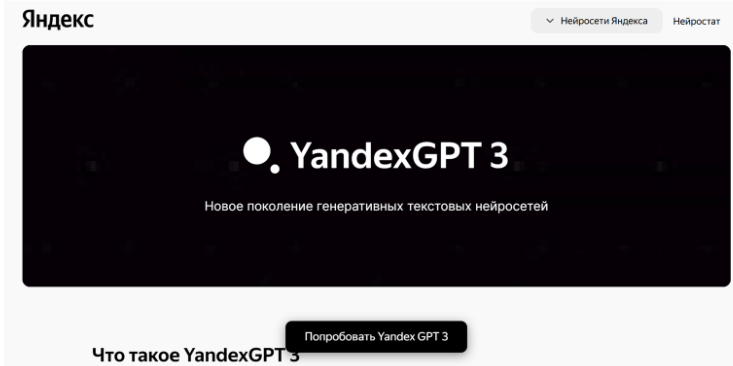 Яндекс
Нейросети Яндекса
Нейростат
YandexGPT 3
Новое поколение генеративных текстовых нейросетей
Попробовать Yandex GPT 3
Что такое YandexGPT 3